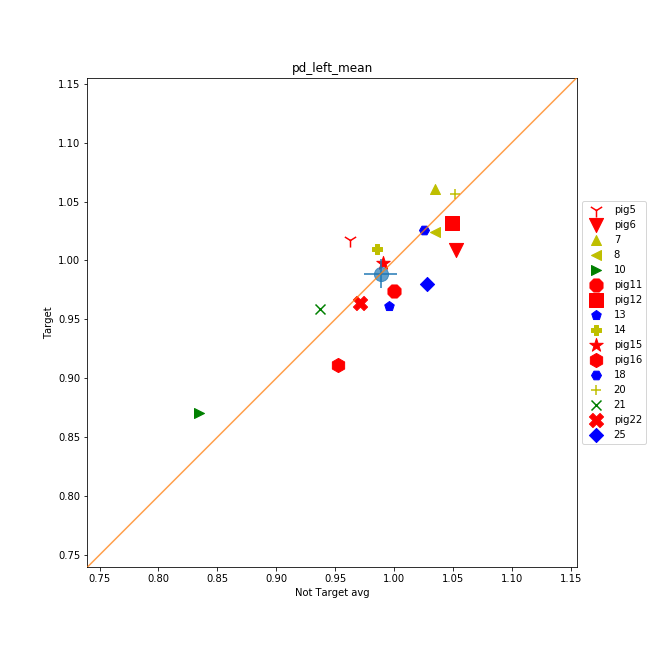 pd_left_mean
1.15
1.10
1.05
1.00
0.95
0.90
0.85
0.80
0.75
Target
0.75 0.80 0.85 0.90 0.95 1.00 1.05 1.10 1.15
Not Target avg
pig5
pig6
7
8
10
pig11
pig12
13
14
pig15
pig16
18
20
21
pig22
25